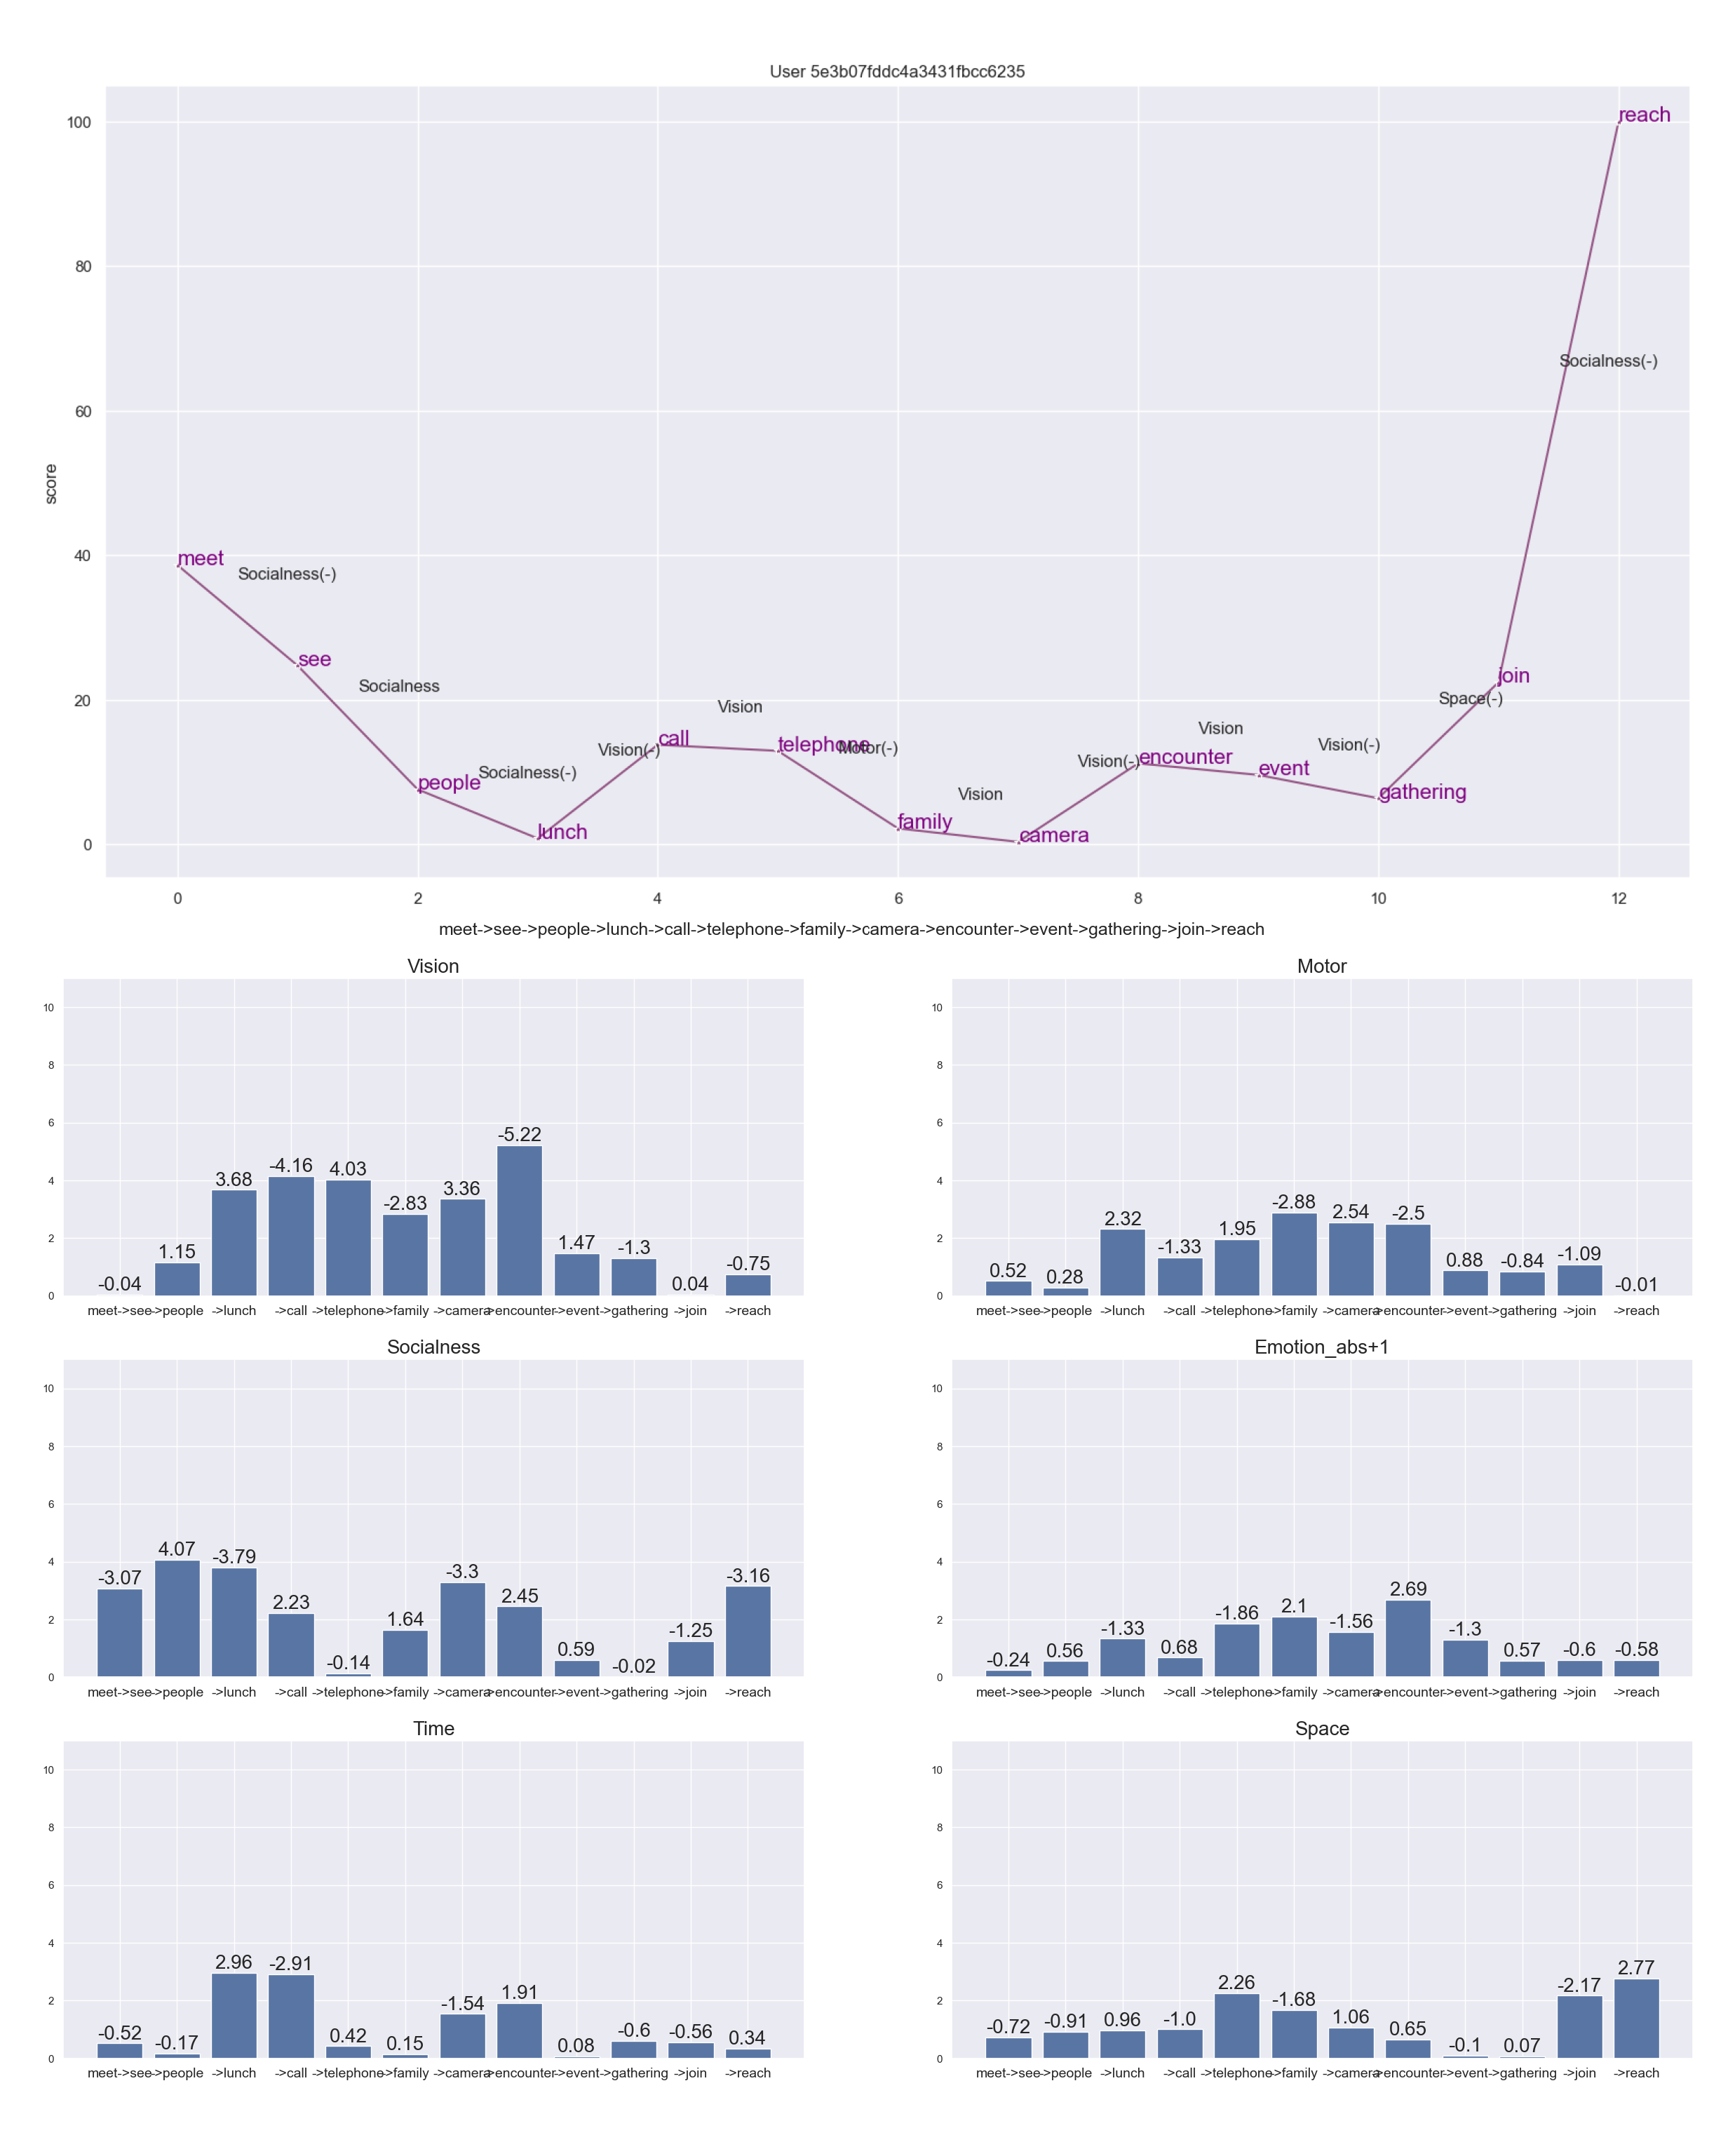 User 5e3b07fddc4a3431fbcc6235
100
80
60
40
20
0
score
meet
Socialness(-)
see
Socialness
people
Socialness(-)
lunch
Vision(-)
call
Vision
telephone
Motor(-)
family
Vision
camera
Vision(-)
encounter
Vision
event
Vision(-)
gathering
Space(-)
join
Socialness(-)
reach
0 2 4 6 8 10 12
meet->see->people->lunch->call->telephone->family->camera->encounter->event->gathering->join->reach
Vision
10
8
6
4
2
0
-0.04 1.15 3.68 -4.16 4.03 -2.83 3.36 -5.22 1.47 -1.3 0.04 -0.75
meet->see ->people ->lunch ->call ->telephone ->family ->camera ->encounter ->event ->gathering ->join ->reach
Motor
10
8
6
4
2
0
0.52 0.28 2.32 -1.33 1.95 -2.88 2.54 -2.5 0.88 -0.84 -1.09 -0.01
meet->see ->people ->lunch ->call ->telephone ->family ->camera ->encounter ->event ->gathering ->join ->reach
Socialness
10
8
6
4
2
0
-3.07 4.07 -3.79 2.23 -0.14 1.64 -3.3 2.45 0.59 -0.02 -1.25 -3.16
meet->see ->people ->lunch ->call ->telephone ->family ->camera ->encounter ->event ->gathering ->join ->reach
Emotion_abs+1
10
8
6
4
2
0
-0.24 0.56 -1.33 0.68 -1.86 2.1 -1.56 2.69 -1.3 0.57 -0.6 -0.58
meet->see ->people ->lunch ->call ->telephone ->family ->camera ->encounter ->event ->gathering ->join ->reach
Time
10
8
6
4
2
0
-0.52 -0.17 2.96 -2.91 0.42 0.15 -1.54 1.91 0.08 -0.6 -0.56 0.34
meet->see ->people ->lunch ->call ->telephone ->family ->camera ->encounter ->event ->gathering ->join ->reach
Space
10
8
6
4
2
0
-0.72 -0.91 0.96 -1.0 2.26 -1.68 1.06 0.65 -0.1 0.07 -2.17 2.77
meet->see ->people ->lunch ->call ->telephone ->family ->camera ->encounter ->event ->gathering ->join ->reach